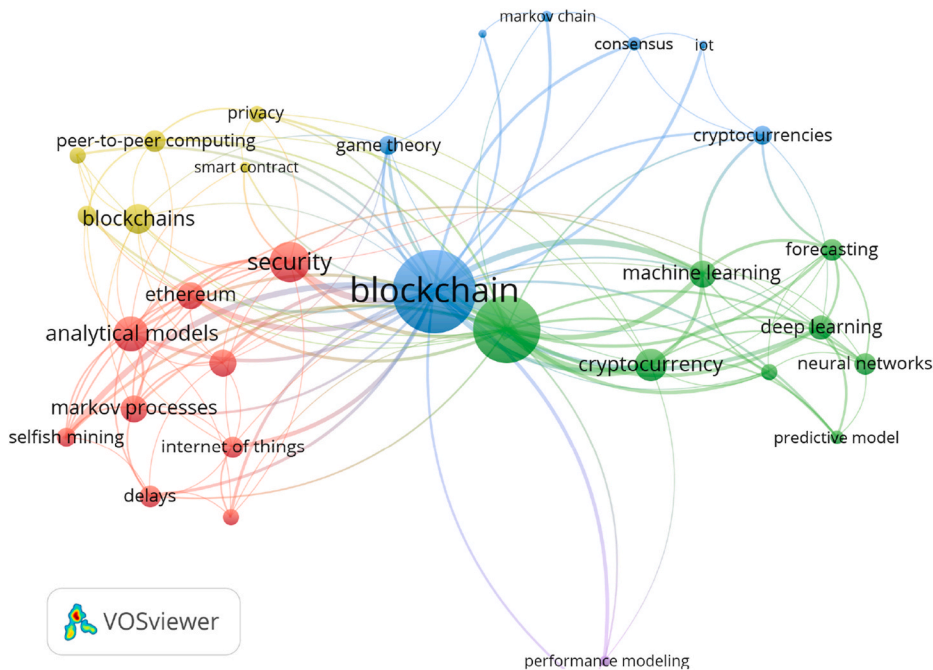 markov chain
consensus
iot
privacy
peer-to-peer computing
game theory
cryptocurrencies
smart contract
blockchains
security
forecasting
machine learning
ethereum
blockchain
analytical models
deep learning
cryptocurrency
neural networks
markov processes
selfish mining
internet of things
predictive model
delays
VOSviewer
performance modeling